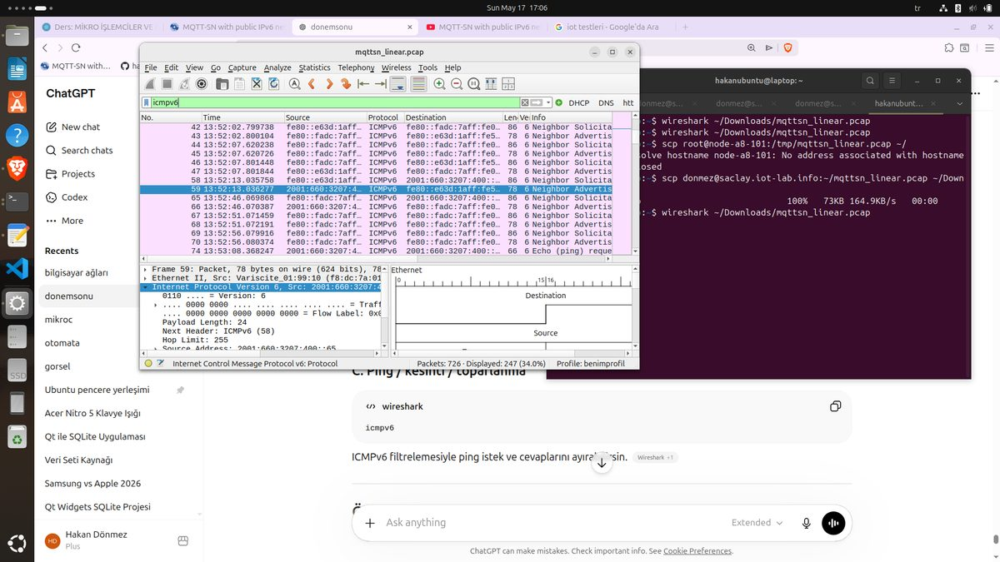 Sun May 17 17:06
tr
Ders: MİKRO İŞLEMCİLER VE
MQTT-SN with public IPv6 ne
donemsonu
MQTT-SN with public IPv6 ne
iot testleri - Google'da Ara
MQTT-SN with...
ChatGPT
New chat
Search chats
Projects
Codex
More
Recents
bilgisayar ağları
donemsonu
mikroc
otomata
gorsel
Ubuntu pencere yerleşimi
Acer Nitro 5 Klavye Işığı
Qt ile SQLite Uygulaması
Veri Seti Kaynağı
Samsung vs Apple 2026
Qt Widgets SQLite Projesi
HD
Hakan Dönmez
Plus
mqttsn_linear.pcap
File Edit View Go Capture Analyze Statistics Telephony Wireless Tools Help
icmpv6
DHCP DNS htt
No. Time Source Protocol Destination Len Ve Info
42 13:52:02.799738 fe80::e63d:1aff… ICMPv6 fe80::fadc:7aff:fe0… 86 6 Neighbor Solicita
43 13:52:02.800104 fe80::fadc:7aff… ICMPv6 fe80::e63d:1aff:fe5… 78 6 Neighbor Advertis
44 13:52:07.620238 fe80::fadc:7aff… ICMPv6 fe80::e63d:1aff:fe5… 86 6 Neighbor Solicita
45 13:52:07.620726 fe80::e63d:1aff… ICMPv6 fe80::fadc:7aff:fe0… 78 6 Neighbor Advertis
46 13:52:07.801448 fe80::e63d:1aff… ICMPv6 fe80::fadc:7aff:fe0… 86 6 Neighbor Solicita
47 13:52:07.801844 fe80::fadc:7aff… ICMPv6 fe80::e63d:1aff:fe5… 78 6 Neighbor Advertis
58 13:52:13.035758 fe80::e63d:1aff… ICMPv6 2001:660:3207:400::… 86 6 Neighbor Solicita
59 13:52:13.036277 2001:660:3207:4… ICMPv6 fe80::e63d:1aff:fe5… 78 6 Neighbor Advertis
65 13:52:46.069868 fe80::e63d:1aff… ICMPv6 fe80::fadc:7aff:fe0… 86 6 Neighbor Solicita
66 13:52:46.070387 fe80::fadc:7aff… ICMPv6 fe80::e63d:1aff:fe5… 78 6 Neighbor Advertis
67 13:52:51.071459 fe80::fadc:7aff… ICMPv6 fe80::e63d:1aff:fe5… 86 6 Neighbor Solicita
68 13:52:51.072191 fe80::e63d:1aff… ICMPv6 fe80::fadc:7aff:fe0… 78 6 Neighbor Advertis
69 13:52:56.079916 fe80::e63d:1aff… ICMPv6 fe80::fadc:7aff:fe0… 86 6 Neighbor Solicita
70 13:52:56.080374 fe80::fadc:7aff… ICMPv6 fe80::e63d:1aff:fe5… 78 6 Neighbor Advertis
74 13:53:08.368247 2001:660:3207:4… ICMPv6 2001:660:3207:400::… 66 6 Echo (ping) reque
Frame 59: Packet, 78 bytes on wire (624 bits), 78
Ethernet II, Src: Variscite_01:99:10 (f8:dc:7a:01
Internet Protocol Version 6, Src: 2001:660:3207:4
0110 .... = Version: 6
.... 0000 0000 .... .... .... .... .... = Traff
.... 0000 0000 0000 0000 0000 = Flow Label: 0x0
Payload Length: 24
Next Header: ICMPv6 (58)
Hop Limit: 255
Source Address: 2001:660:3207:400::65
Ethernet
0 15 16
Destination
Source
Internet Control Message Protocol v6: Protocol
Packets: 726 · Displayed: 247 (34.0%)
Profile: benimprofil
hakanubuntu@laptop: ~
donmez@s...
donmez@s...
donmez@s...
hakanubunt...
:~$ wireshark ~/Downloads/mqttsn_linear.pcap
:~$ wireshark ~/Downloads/mqttsn_linear.pcap
:~$ scp root@node-a8-101:/tmp/mqttsn_linear.pcap ~/
olve hostname node-a8-101: No address associated with hostname
osed
:~$ scp donmez@saclay.iot-lab.info:~/mqttsn_linear.pcap ~/Down
100% 73KB 164.9KB/s 00:00
:~$ wireshark ~/Downloads/mqttsn_linear.pcap
C. Ping / kesinti / toparlanma
wireshark
icmpv6
ICMPv6 filtrelemesiyle ping istek ve cevaplarını ayırabilirsin.
Wireshark +1
Ask anything
Extended
ChatGPT can make mistakes. Check important info. See Cookie Preferences.
SSD